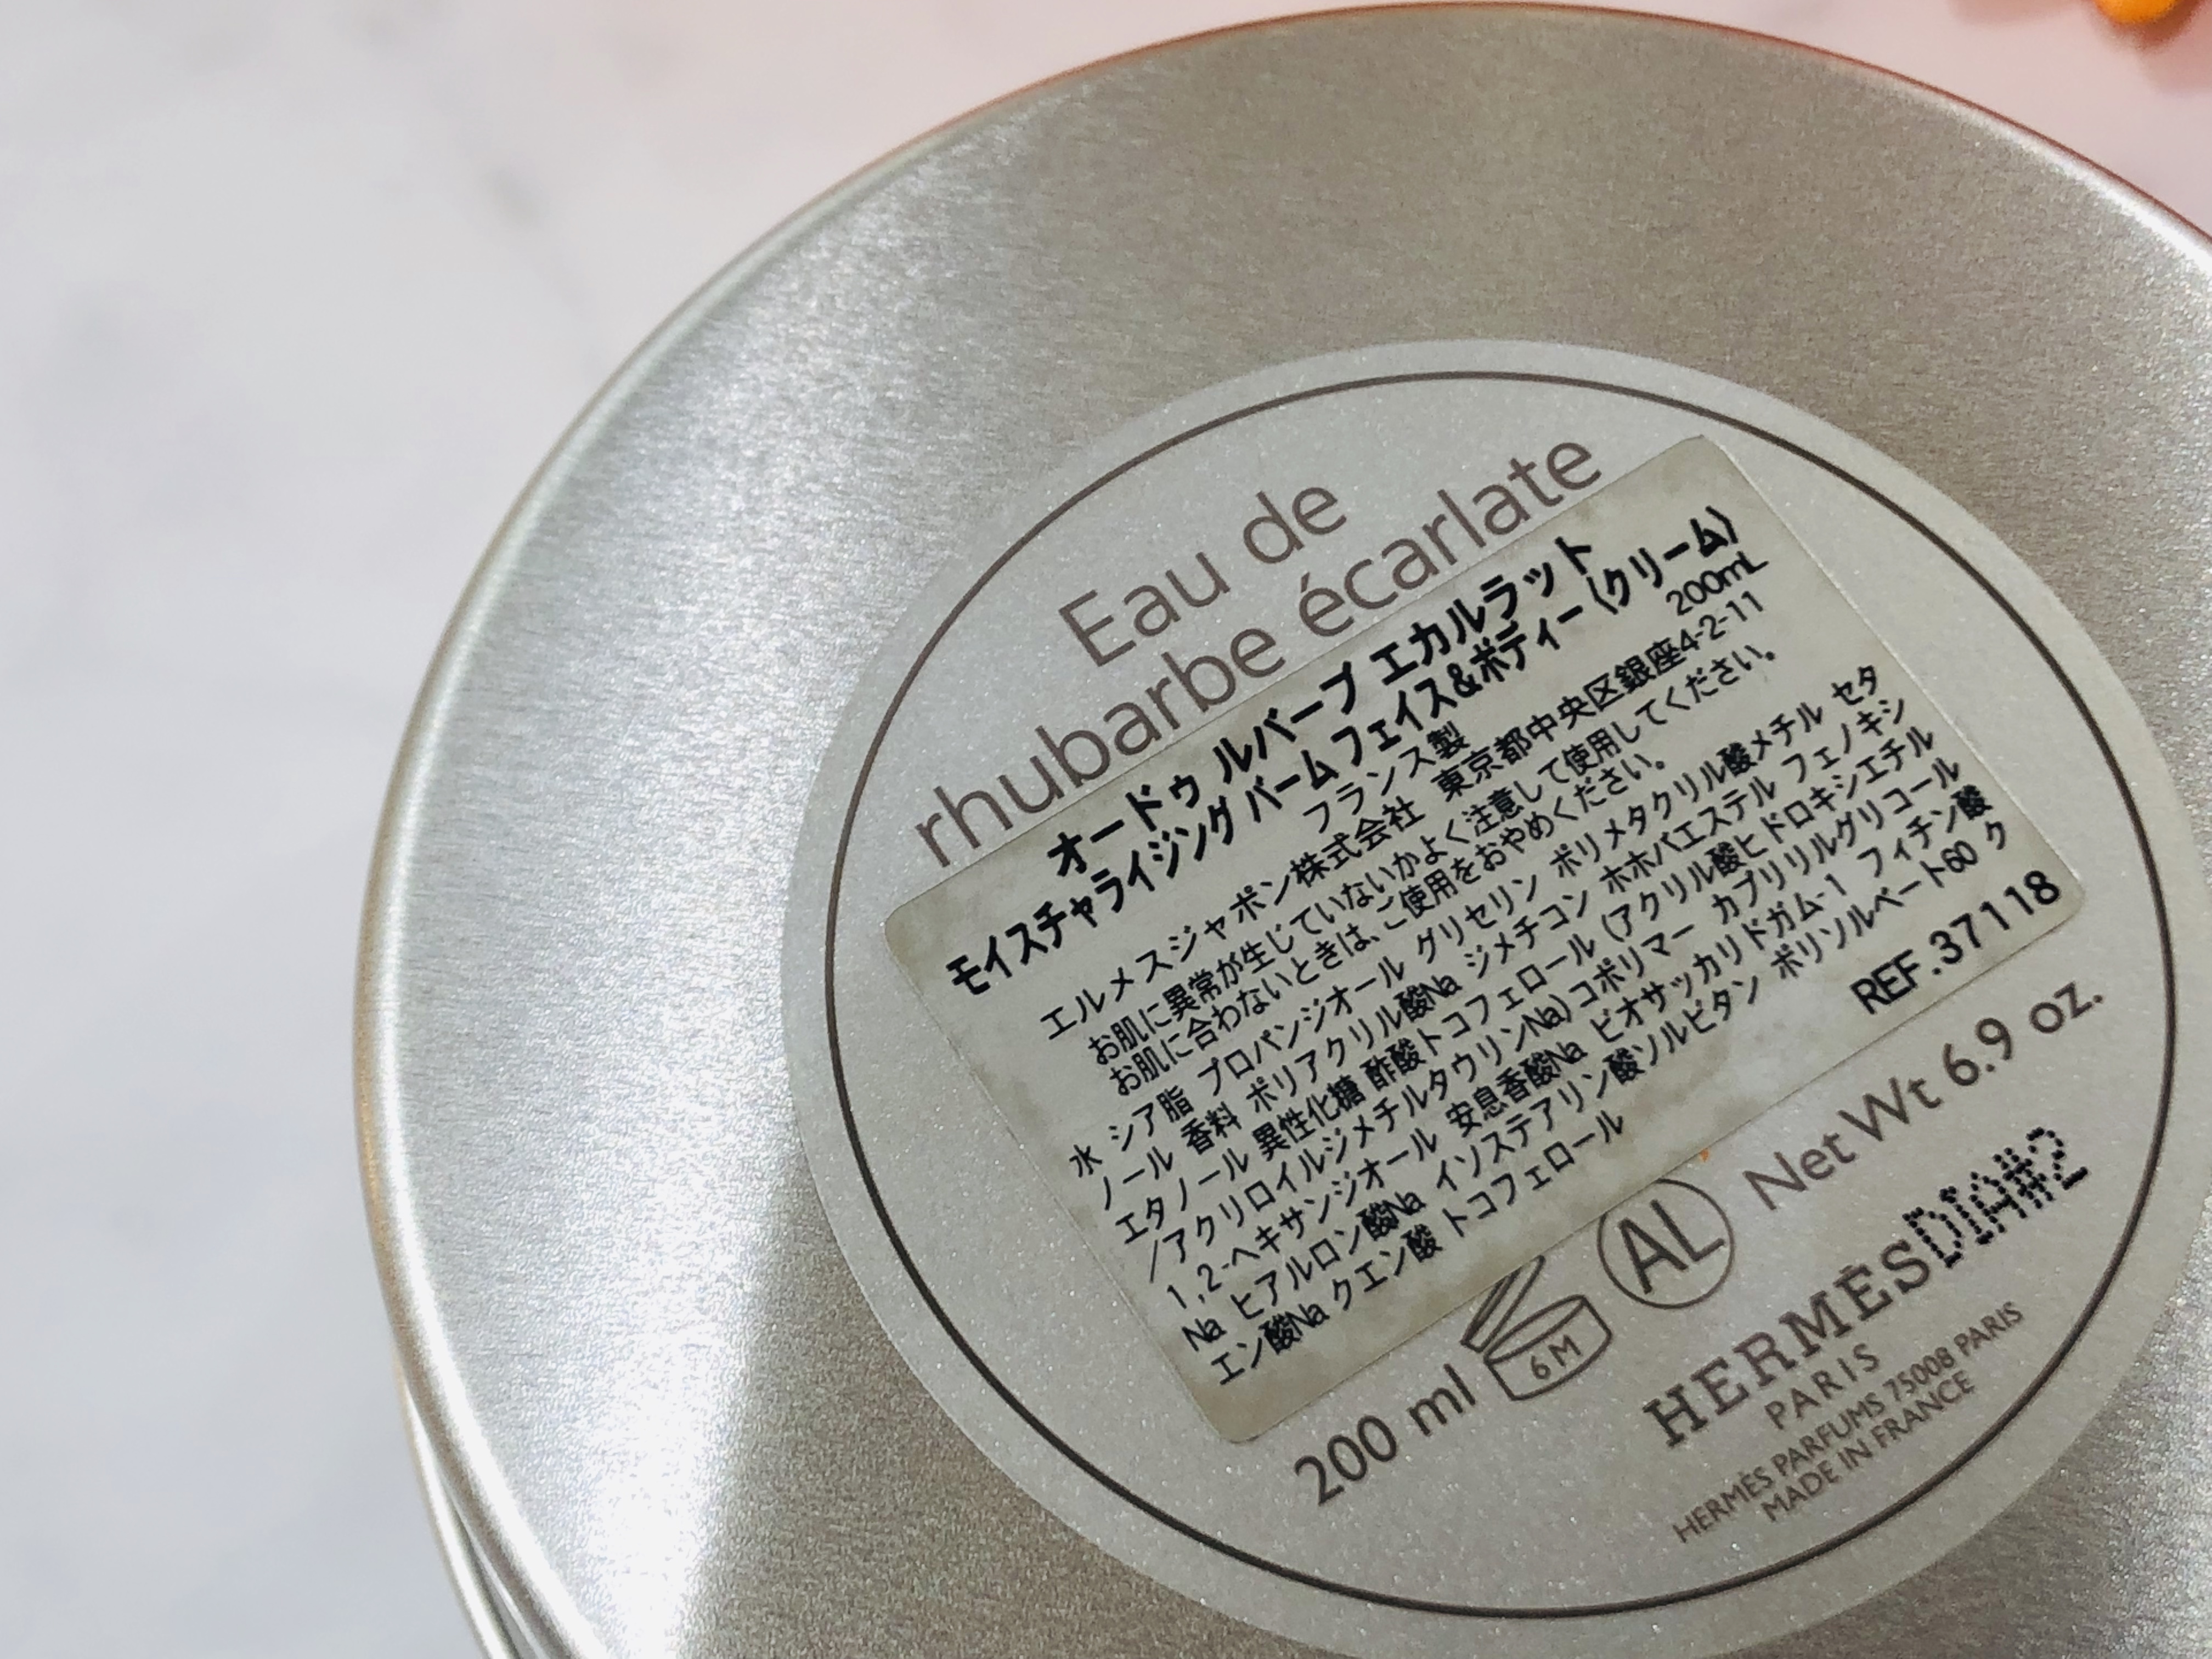 Eau de
rhubarbe écarlate
オードゥ ルバーブ エカルラット
モイスチャライジング バーム フェイス&ボディー (クリーム)
フランス製 200mL
エルメスジャポン株式会社 東京都中央区銀座4-2-11
お肌に異常が生じていないかよく注意して使用してください。
お肌に合わないときは、ご使用をおやめください。
水 シア脂 プロパンジオール グリセリン ポリメタクリル酸メチル セタ
ノール 香料 ポリアクリル酸Na ジメチコン ホホバエステル フェノキシ
エタノール 異性化糖 酢酸トコフェロール (アクリル酸ヒドロキシエチル
/アクリロイルジメチルタウリンNa) コポリマー カプリリルグリコール
1,2-ヘキサンジオール 安息香酸Na ビオサッカリドガム-1 フィチン酸
Na ヒアルロン酸Na イソステアリン酸ソルビタン ポリソルベート60 ク
エン酸Na クエン酸 トコフェロール
REF.37118
200 ml 6M AL Net Wt 6.9 oz.
HERMÈS DIA#2
PARIS
HERMÈS PARFUMS 75008 PARIS
MADE IN FRANCE